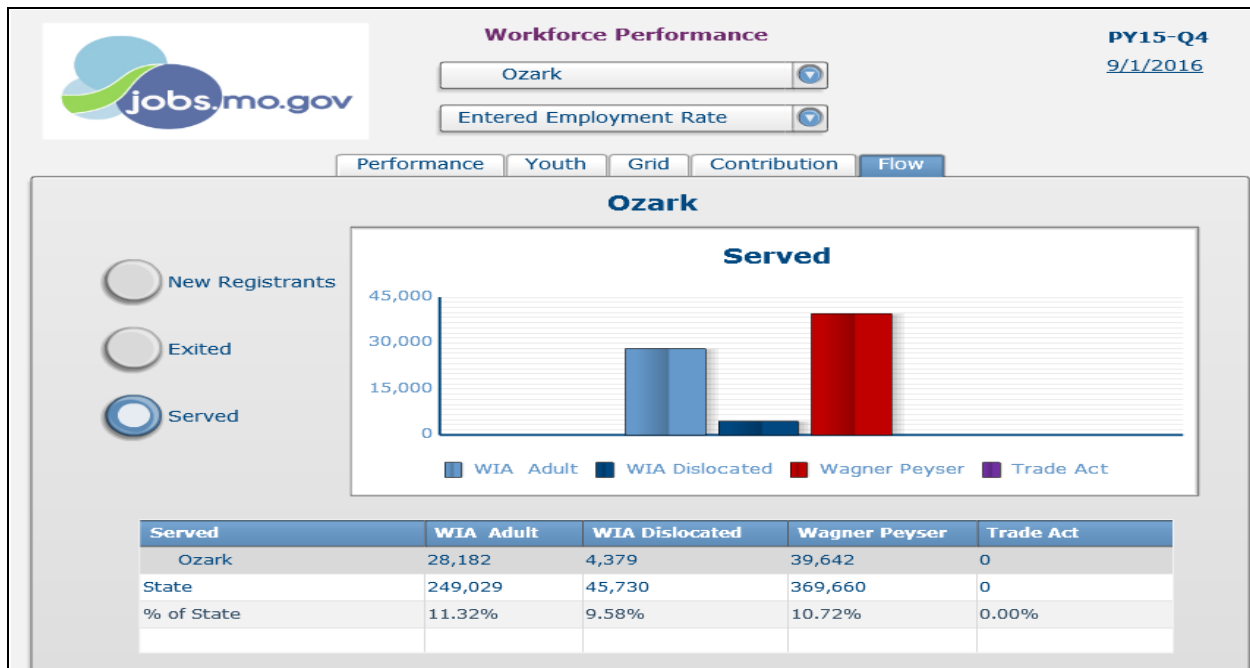 Workforce Performance
PY15-Q4
9/1/2016
jobs.mo.gov
Ozark
Entered Employment Rate
Performance Youth Grid Contribution Flow
Ozark
Served
New Registrants
Exited
Served
45,000
30,000
15,000
0
WIA Adult WIA Dislocated Wagner Peyser Trade Act
Served WIA Adult WIA Dislocated Wagner Peyser Trade Act
Ozark 28,182 4,379 39,642 0
State 249,029 45,730 369,660 0
% of State 11.32% 9.58% 10.72% 0.00%